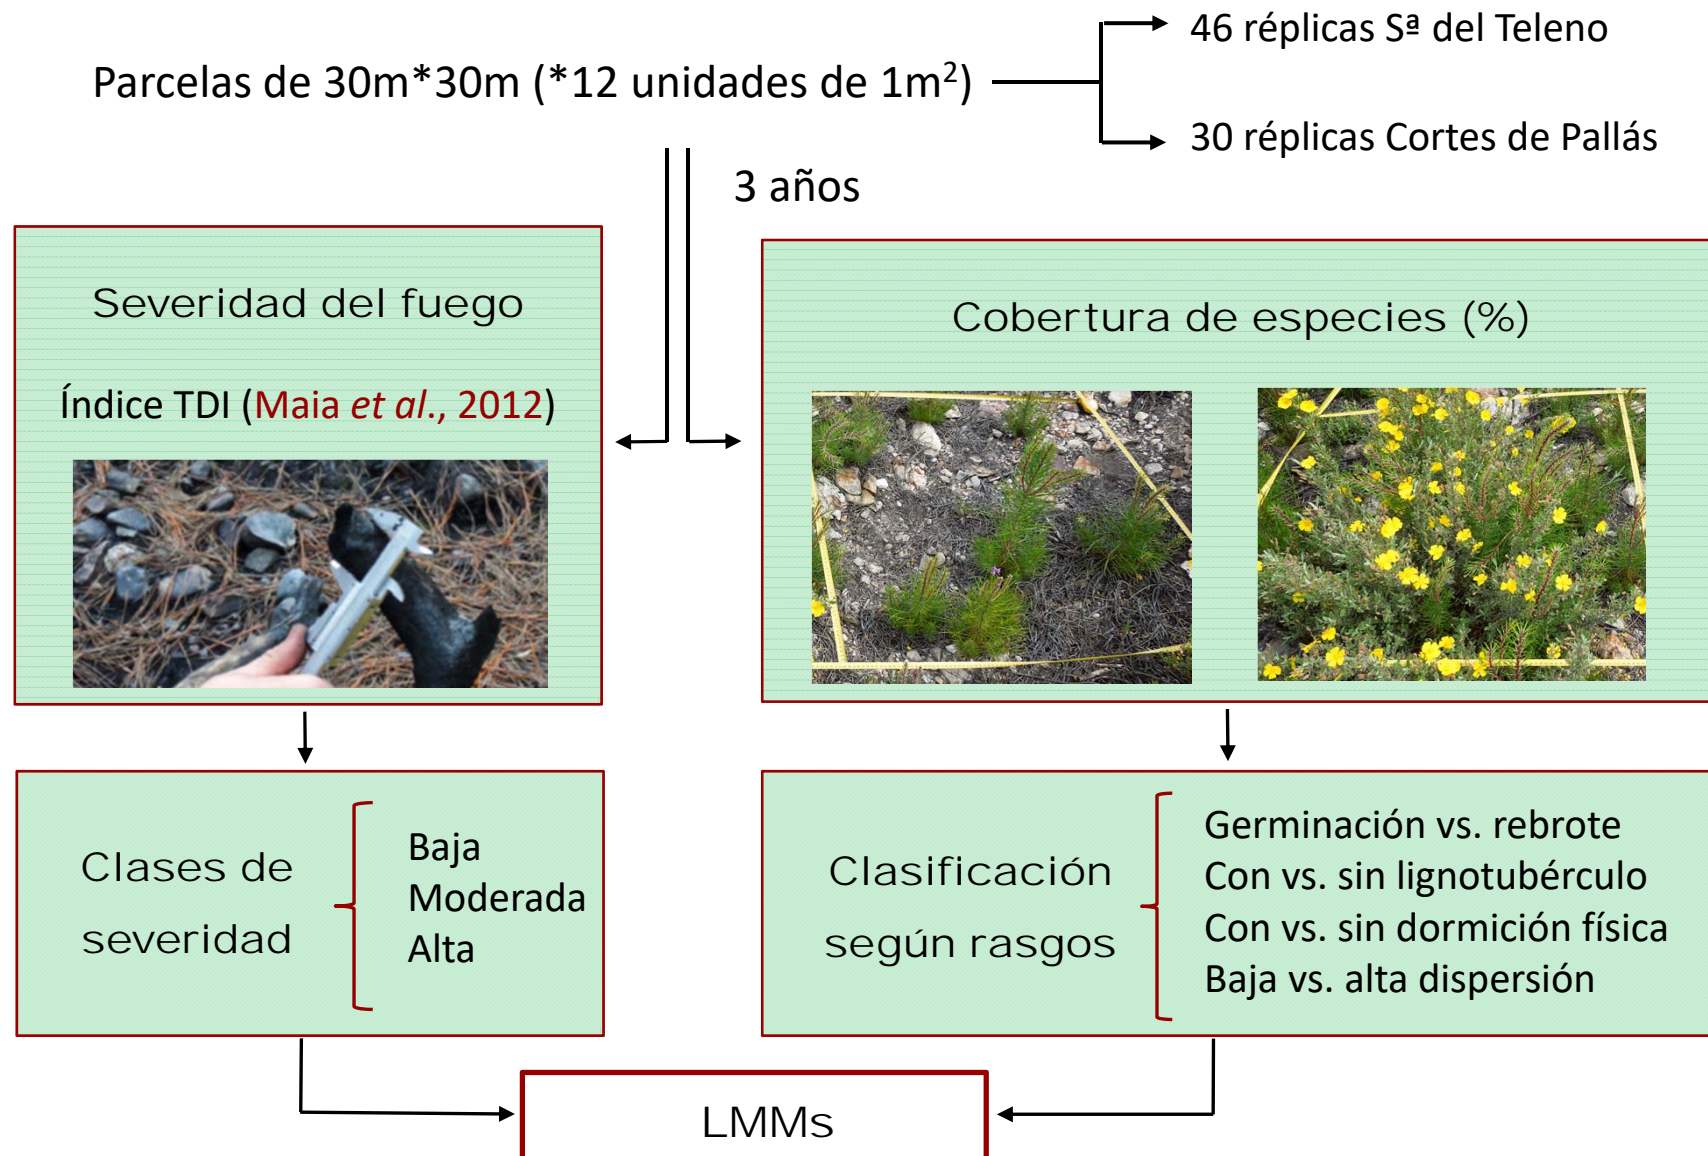 46 réplicas Sª del Teleno
Parcelas de 30m*30m (*12 unidades de 1m²)
30 réplicas Cortes de Pallás
3 años
Severidad del fuego
Índice TDI (Maia et al., 2012)
Cobertura de especies (%)
Clases de
severidad
Baja
Moderada
Alta
Clasificación
según rasgos
Germinación vs. rebrote
Con vs. sin lignotubérculo
Con vs. sin dormición física
Baja vs. alta dispersión
LMMs